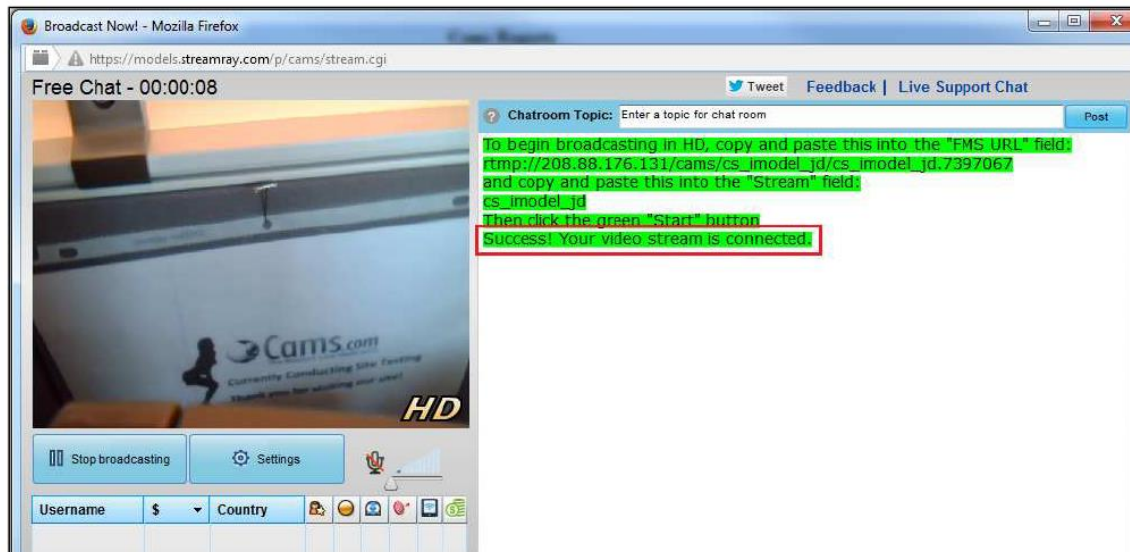 Broadcast Now! - Mozilla Firefox
https://models.streamray.com/p/cams/stream.cgi
Free Chat - 00:00:08
Tweet Feedback | Live Support Chat
Chatroom Topic: Enter a topic for chat room Post
To begin broadcasting in HD, copy and paste this into the "FMS URL" field:
rtmp://208.88.176.131/cams/cs_imodel_jd/cs_imodel_jd.7397067
and copy and paste this into the "Stream" field:
cs_imodel_jd
Then click the green "Start" button
Success! Your video stream is connected.
Cams.com
Currently Conducting Site Testing
Thank you for visiting our site!
HD
Stop broadcasting Settings
Username $ Country